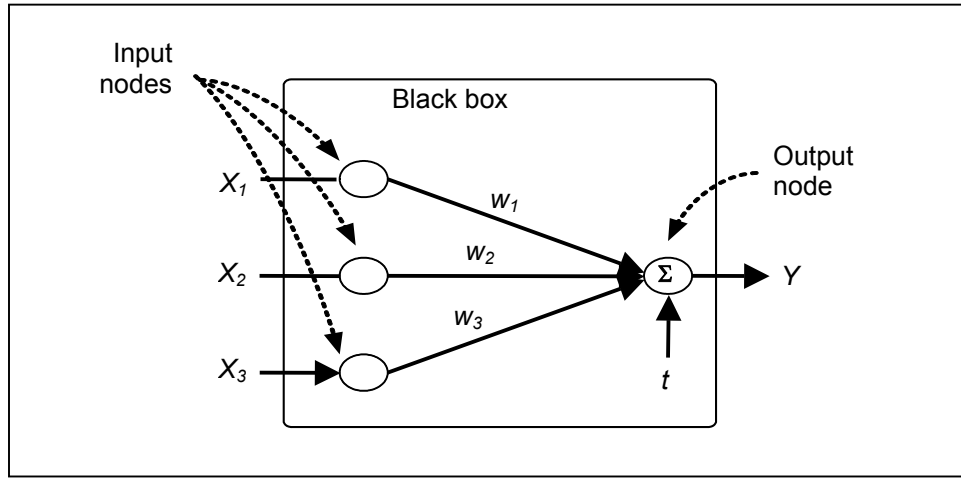 Input
nodes
Black box
Output
node
X1
w1
X2
w2
Σ
Y
w3
X3
t